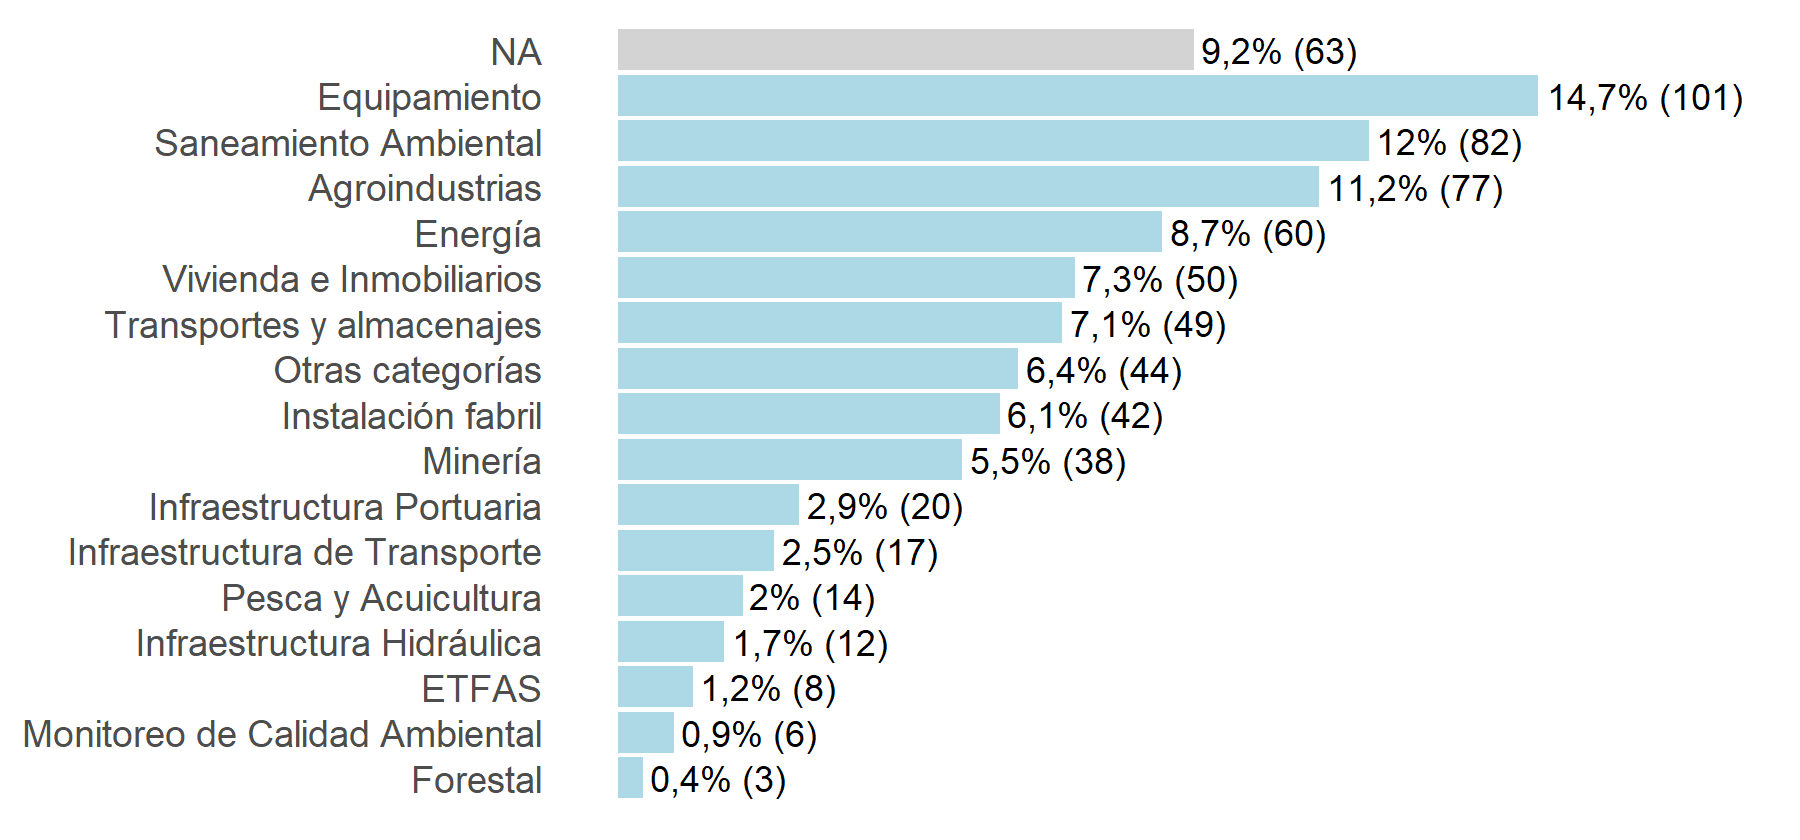 NA 9,2% (63)
Equipamiento 14,7% (101)
Saneamiento Ambiental 12% (82)
Agroindustrias 11,2% (77)
Energía 8,7% (60)
Vivienda e Inmobiliarios 7,3% (50)
Transportes y almacenajes 7,1% (49)
Otras categorías 6,4% (44)
Instalación fabril 6,1% (42)
Minería 5,5% (38)
Infraestructura Portuaria 2,9% (20)
Infraestructura de Transporte 2,5% (17)
Pesca y Acuicultura 2% (14)
Infraestructura Hidráulica 1,7% (12)
ETFAS 1,2% (8)
Monitoreo de Calidad Ambiental 0,9% (6)
Forestal 0,4% (3)